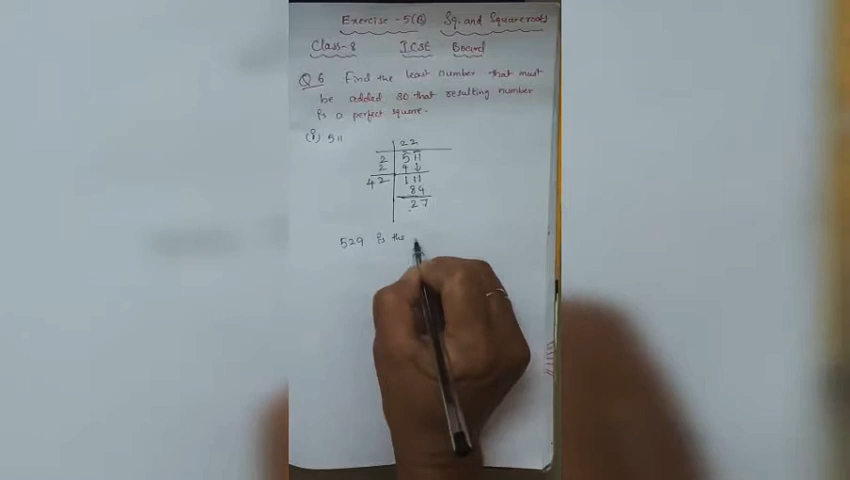 Exercise -5(B) Sq. and Squareroots
Class-8 ICSE Board
Q6 Find the least number that must
be added so that resulting number
is a perfect square.
(i) 511
22
2 511
2 4↓
42 111
84
27
529 is the